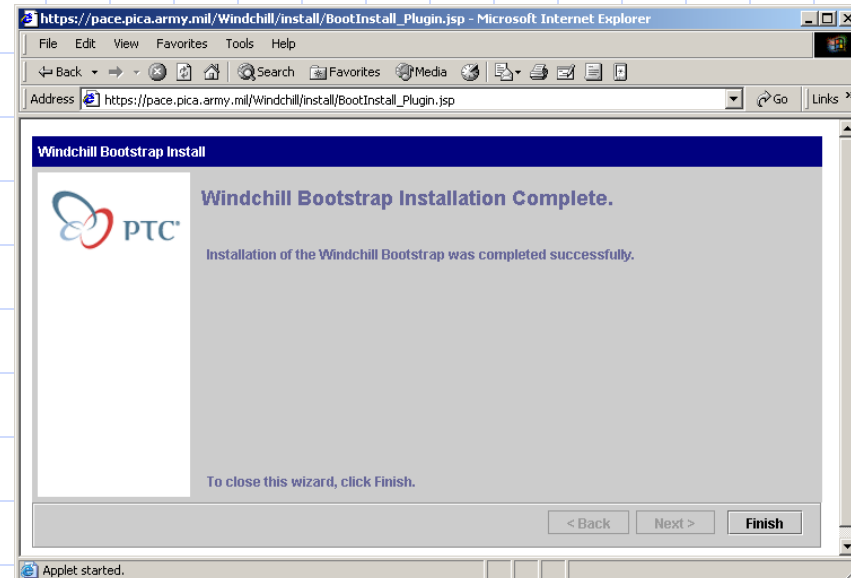 https://pace.pica.army.mil/Windchill/install/BootInstall_Plugin.jsp - Microsoft Internet Explorer
File Edit View Favorites Tools Help
Back Search Favorites Media
Address https://pace.pica.army.mil/Windchill/install/BootInstall_Plugin.jsp Go Links »
Windchill Bootstrap Install
PTC®
Windchill Bootstrap Installation Complete.
Installation of the Windchill Bootstrap was completed successfully.
To close this wizard, click Finish.
< Back Next > Finish
Applet started.